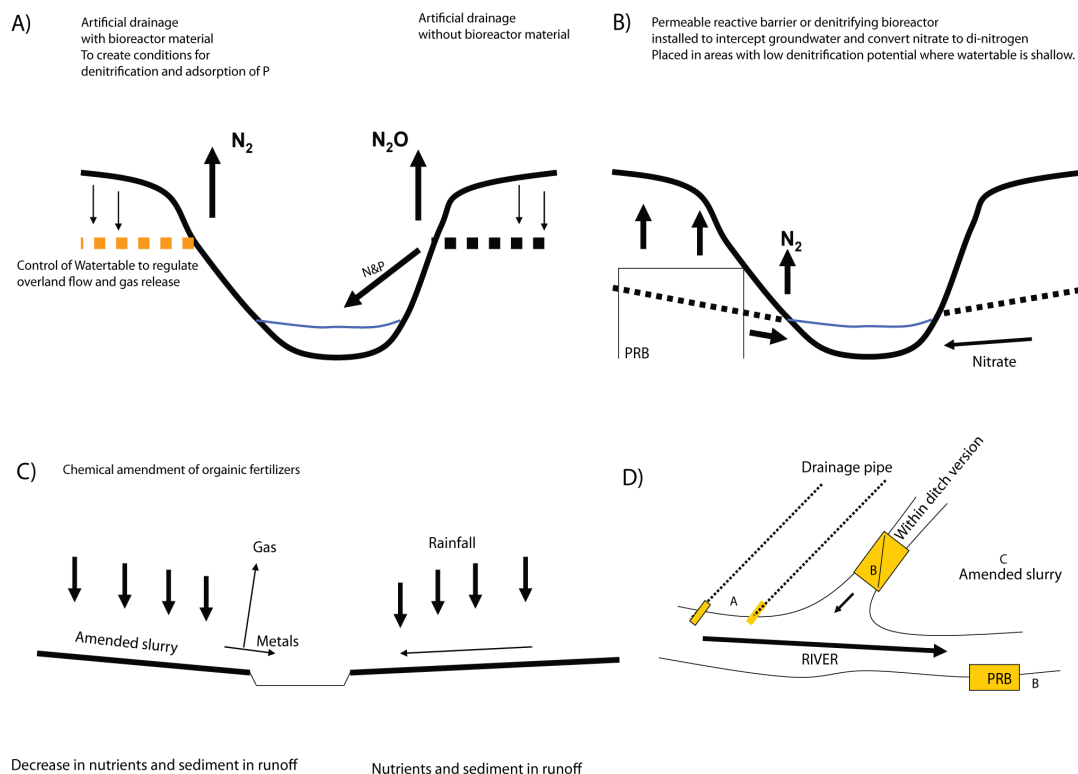 A)
Artificial drainage
with bioreactor material
To create conditions for
denitrification and adsorption of P
Artificial drainage
without bioreactor material
N2
N2O
N&P
Control of Watertable to regulate
overland flow and gas release
B)
Permeable reactive barrier or denitrifying bioreactor
installed to intercept groundwater and convert nitrate to di-nitrogen
Placed in areas with low denitrification potential where watertable is shallow.
N2
PRB
Nitrate
C)
Chemical amendment of orgainic fertilizers
Gas
Rainfall
Amended slurry
Metals
Decrease in nutrients and sediment in runoff
Nutrients and sediment in runoff
D)
Drainage pipe
Within ditch version
B
C
Amended slurry
A
RIVER
PRB
B